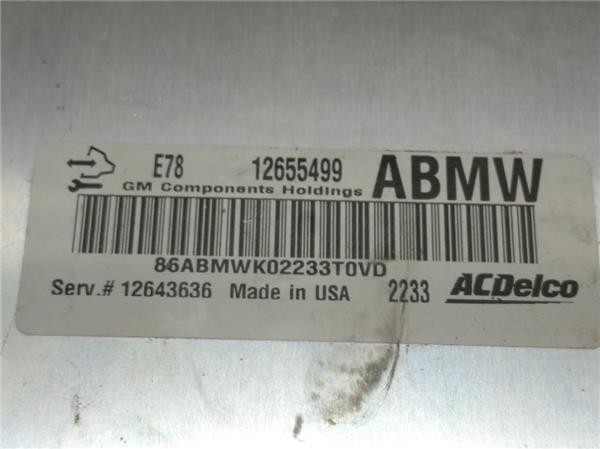 E78 12655499 ABMW
GM Components Holdings
86ABMWK02233T0VD
Serv.# 12643636 Made in USA 2233 ACDelco